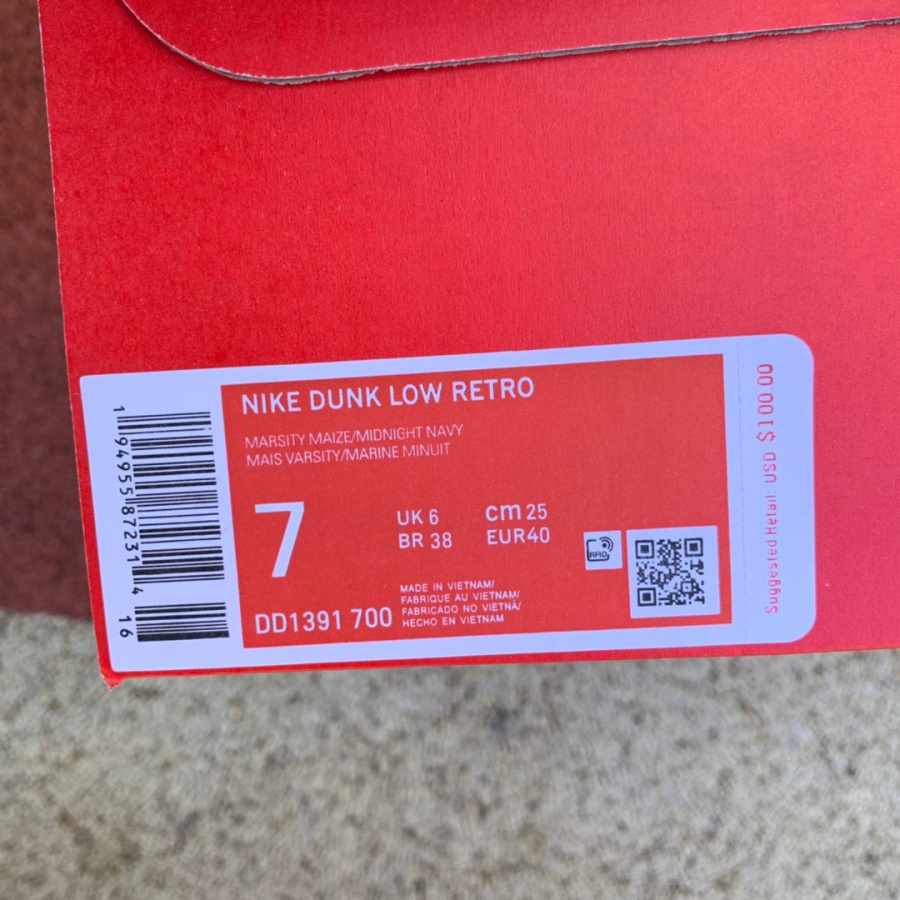 NIKE DUNK LOW RETRO
MARSITY MAIZE/MIDNIGHT NAVY
MAIS VARSITY/MARINE MINUIT
7
UK 6
cm 25
BR 38
EUR 40
MADE IN VIETNAM/
FABRIQUE AU VIETNAM/
FABRICADO NO VIETNÃ/
HECHO EN VIETNAM
DD1391 700
RFID
1 94955 87231 4
16
Suggested Retail: USD $100.00